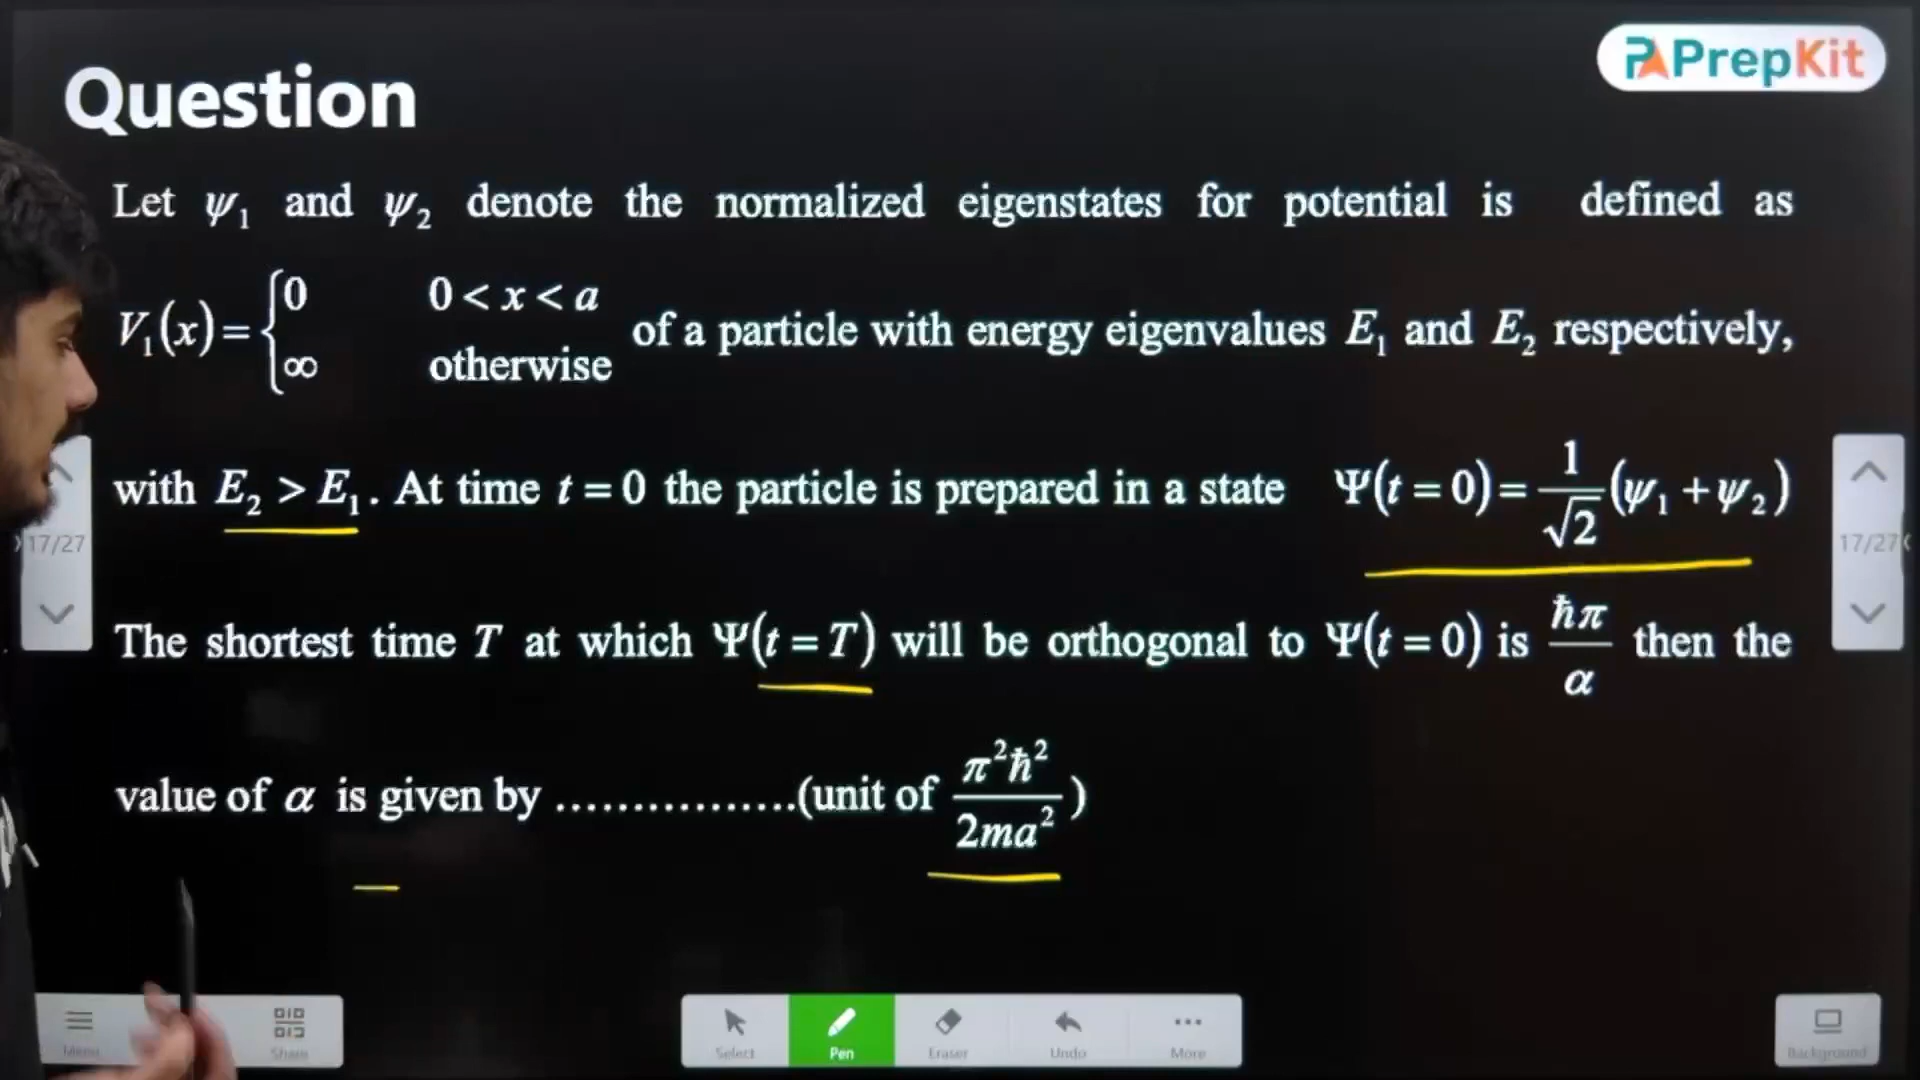 PrepKit
Question
Let ψ₁ and ψ₂ denote the normalized eigenstates for potential is defined as
V₁(x) = { 0 0 < x < a ; ∞ otherwise of a particle with energy eigenvalues E₁ and E₂ respectively,
with E₂ > E₁. At time t = 0 the particle is prepared in a state Ψ(t = 0) = 1/√2 (ψ₁ + ψ₂)
The shortest time T at which Ψ(t = T) will be orthogonal to Ψ(t = 0) is ℏπ/α then the
value of α is given by ................(unit of π²ℏ²/2ma²)
17/27
17/27
Menu Share Select Pen Eraser Undo More Background